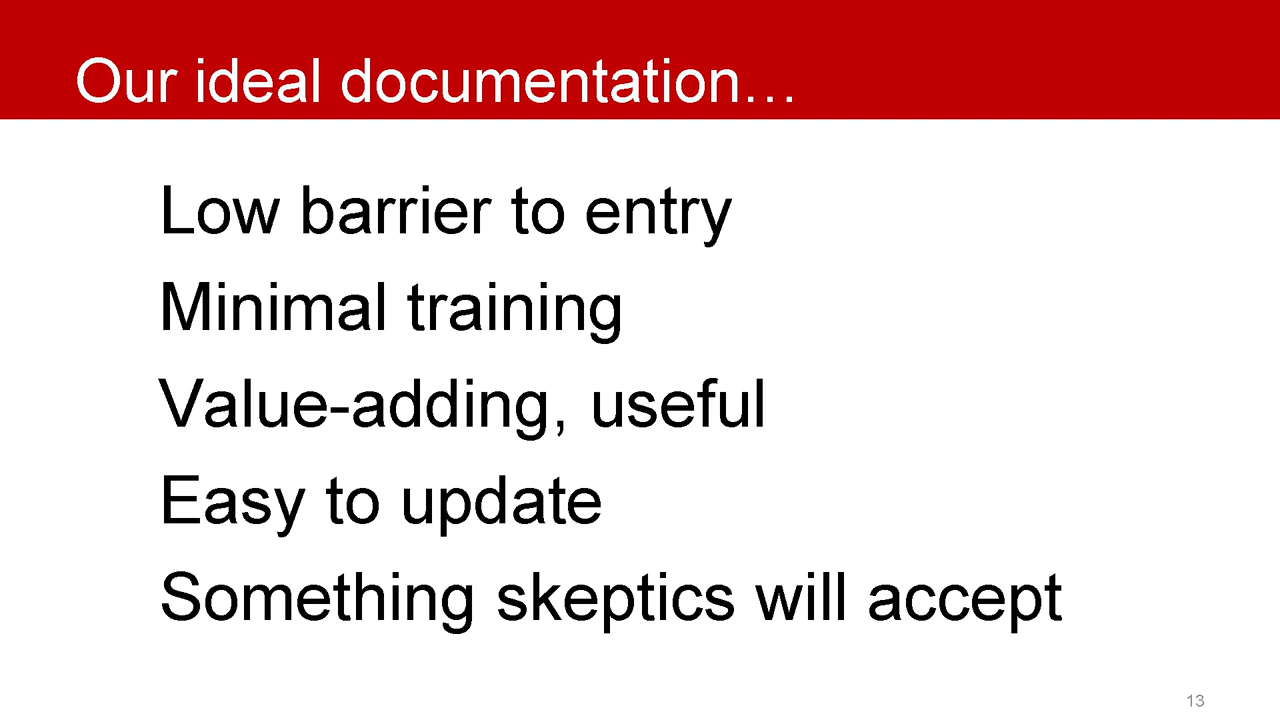 Our ideal documentation…
Low barrier to entry
Minimal training
Value-adding, useful
Easy to update
Something skeptics will accept
13